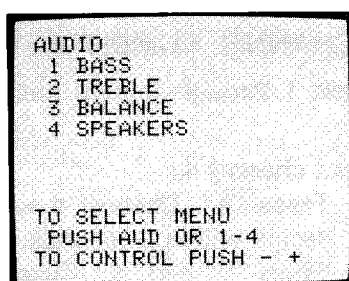 AUDIO
1 BASS
2 TREBLE
3 BALANCE
4 SPEAKERS
TO SELECT MENU
PUSH AUD OR 1-4
TO CONTROL PUSH - +